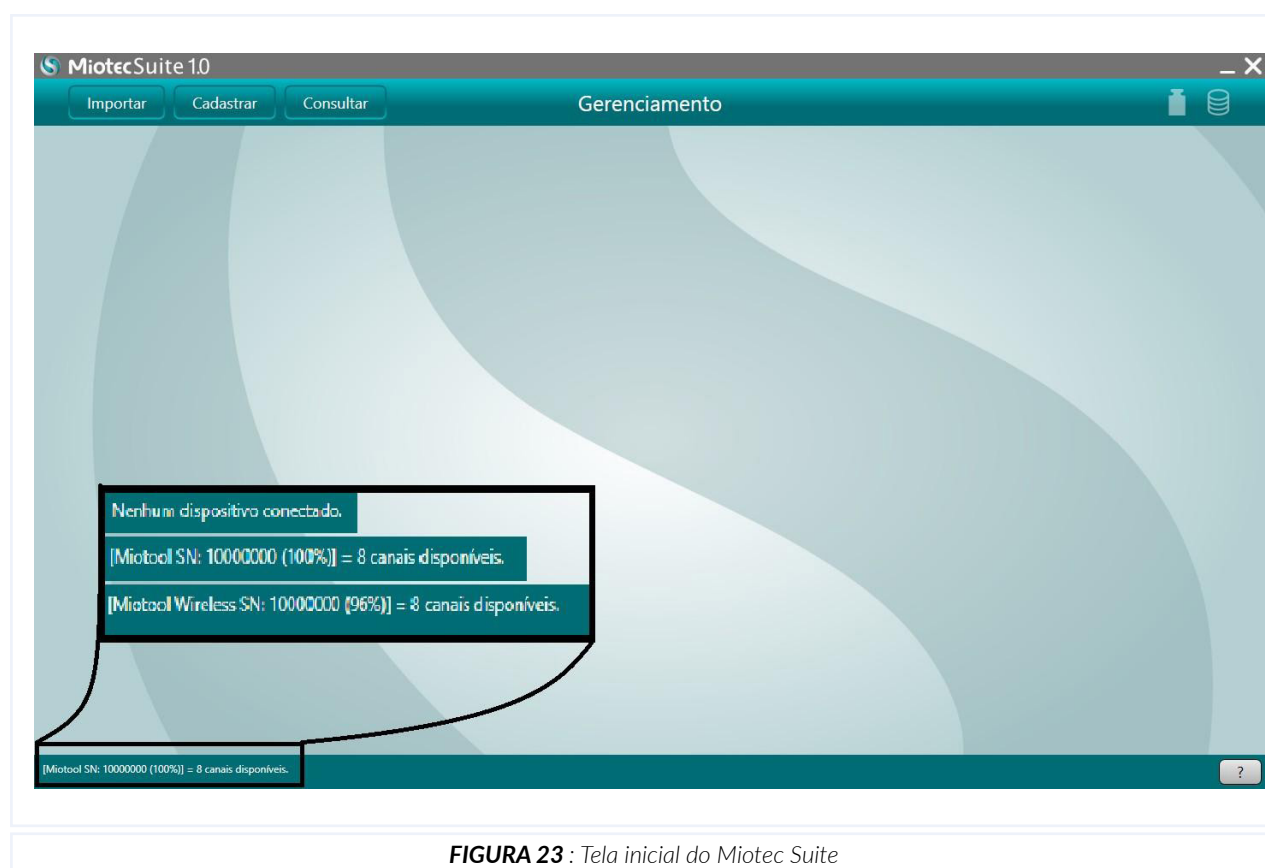 MiotecSuite 1.0
Importar Cadastrar Consultar Gerenciamento
Nenhum dispositivo conectado.
[Miotool SN: 10000000 (100%)] = 8 canais disponíveis.
[Miotool Wireless SN: 10000000 (96%)] = 8 canais disponíveis.
[Miotool SN: 10000000 (100%)] = 8 canais disponíveis.
?
FIGURA 23 : Tela inicial do Miotec Suite